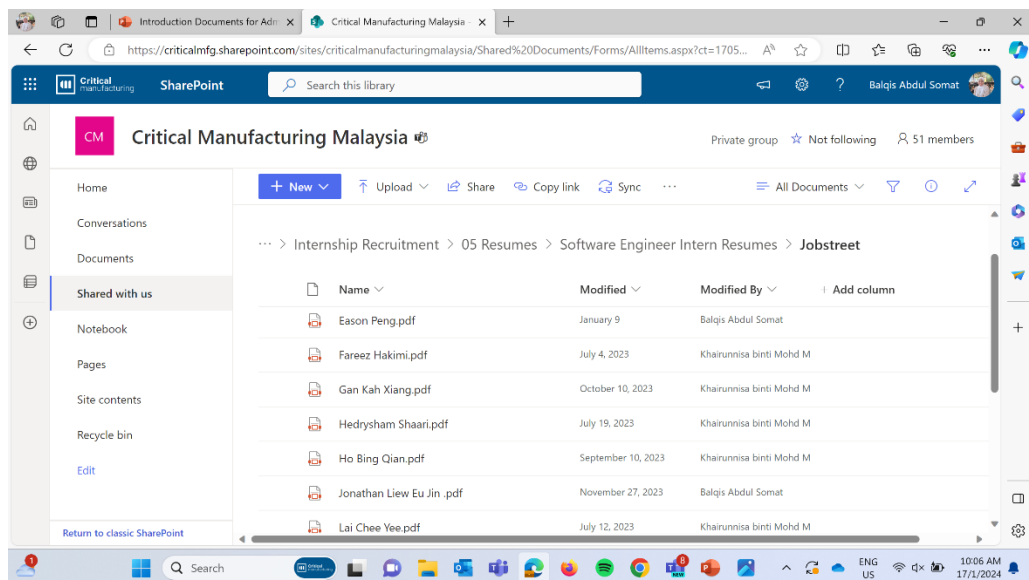 Introduction Documents for Adm
Critical Manufacturing Malaysia -
https://criticalmfg.sharepoint.com/sites/criticalmanufacturingmalaysia/Shared%20Documents/Forms/AllItems.aspx?ct=1705...
Critical manufacturing
SharePoint
Search this library
Balqis Abdul Somat
CM
Critical Manufacturing Malaysia
Private group
Not following
51 members
Home
Conversations
Documents
Shared with us
Notebook
Pages
Site contents
Recycle bin
Edit
Return to classic SharePoint
+ New
Upload
Share
Copy link
Sync
···
All Documents
··· > Internship Recruitment > 05 Resumes > Software Engineer Intern Resumes > Jobstreet
Name Modified Modified By Add column
Eason Peng.pdf January 9 Balqis Abdul Somat
Fareez Hakimi.pdf July 4, 2023 Khairunnisa binti Mohd M
Gan Kah Xiang.pdf October 10, 2023 Khairunnisa binti Mohd M
Hedrysham Shaari.pdf July 19, 2023 Khairunnisa binti Mohd M
Ho Bing Qian.pdf September 10, 2023 Khairunnisa binti Mohd M
Jonathan Liew Eu Jin .pdf November 27, 2023 Balqis Abdul Somat
Lai Chee Yee.pdf July 12, 2023 Khairunnisa binti Mohd M
Search
8
NEW
ENG
US
10:06 AM
17/1/2024